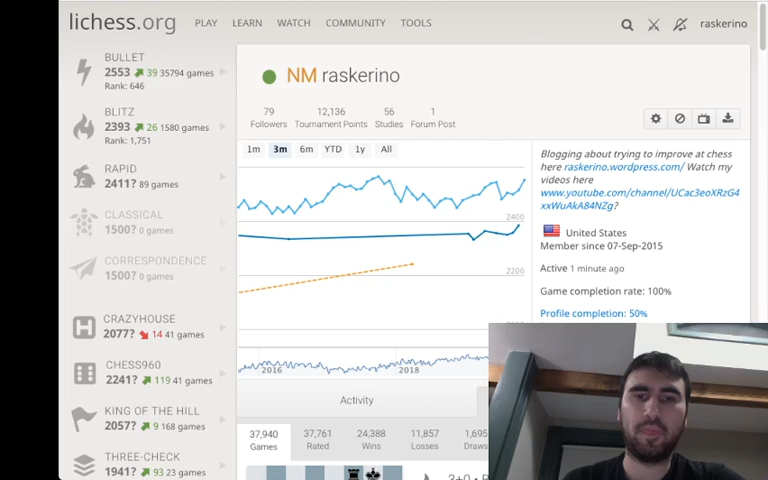 lichess.org PLAY LEARN WATCH COMMUNITY TOOLS raskerino
BULLET
2553 39 35794 games
Rank: 646
BLITZ
2393 26 1580 games
Rank: 1,751
RAPID
2411? 89 games
CLASSICAL
1500? 0 games
CORRESPONDENCE
1500? 0 games
CRAZYHOUSE
2077? 14 41 games
CHESS960
2241? 119 41 games
KING OF THE HILL
2057? 9 168 games
THREE-CHECK
1941? 93 23 games
NM raskerino
79 12,136 56 1
Followers Tournament Points Studies Forum Post
1m 3m 6m YTD 1y All
2400
2200
2016 2018
Blogging about trying to improve at chess
here raskerino.wordpress.com/ Watch my
videos here
www.youtube.com/channel/UCac3eoXRzG4
xxWuAkA84NZg?
United States
Member since 07-Sep-2015
Active 1 minute ago
Game completion rate: 100%
Profile completion: 50%
Activity
37,940 37,761 24,388 11,857 1,695
Games Rated Wins Losses Draws